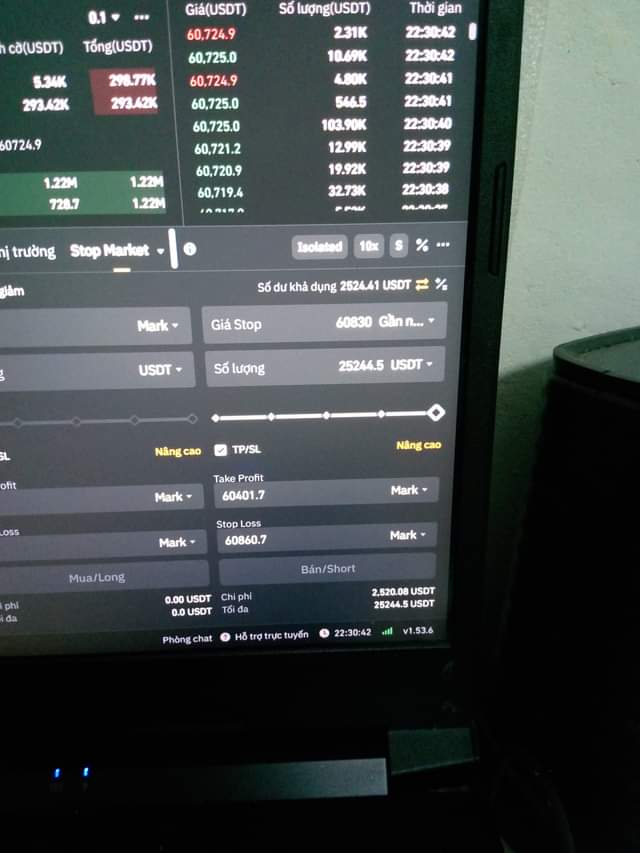 0.1
Giá(USDT) Số lượng(USDT) Thời gian
cỡ(USDT) Tổng(USDT)
60,724.9 2.31K 22:30:42
60,725.0 10.69K 22:30:42
5.34K 298.77K
60,724.9 4.80K 22:30:41
293.42K 293.42K
60,725.0 546.5 22:30:41
60,725.0 103.90K 22:30:40
60724.9
60,721.2 12.99K 22:30:39
60,720.9 19.92K 22:30:39
1.22M 1.22M
60,719.4 32.73K 22:30:38
728.7 1.22M
trường Stop Market Isolated 10x S %
giảm
Số dư khả dụng 2524.41 USDT %
Mark
Giá Stop 60830 Gần n...
USDT
Số lượng 25244.5 USDT
SL Nâng cao
TP/SL Nâng cao
Mark
Take Profit
60401.7 Mark
Loss
Mark
Stop Loss
60860.7 Mark
Mua/Long
Bán/Short
phí 0.00 USDT
đa 0.0 USDT
Chi phí 2,520.08 USDT
Tối đa 25244.5 USDT
Phòng chat Hỗ trợ trực tuyến 22:30:42 v1.53.6